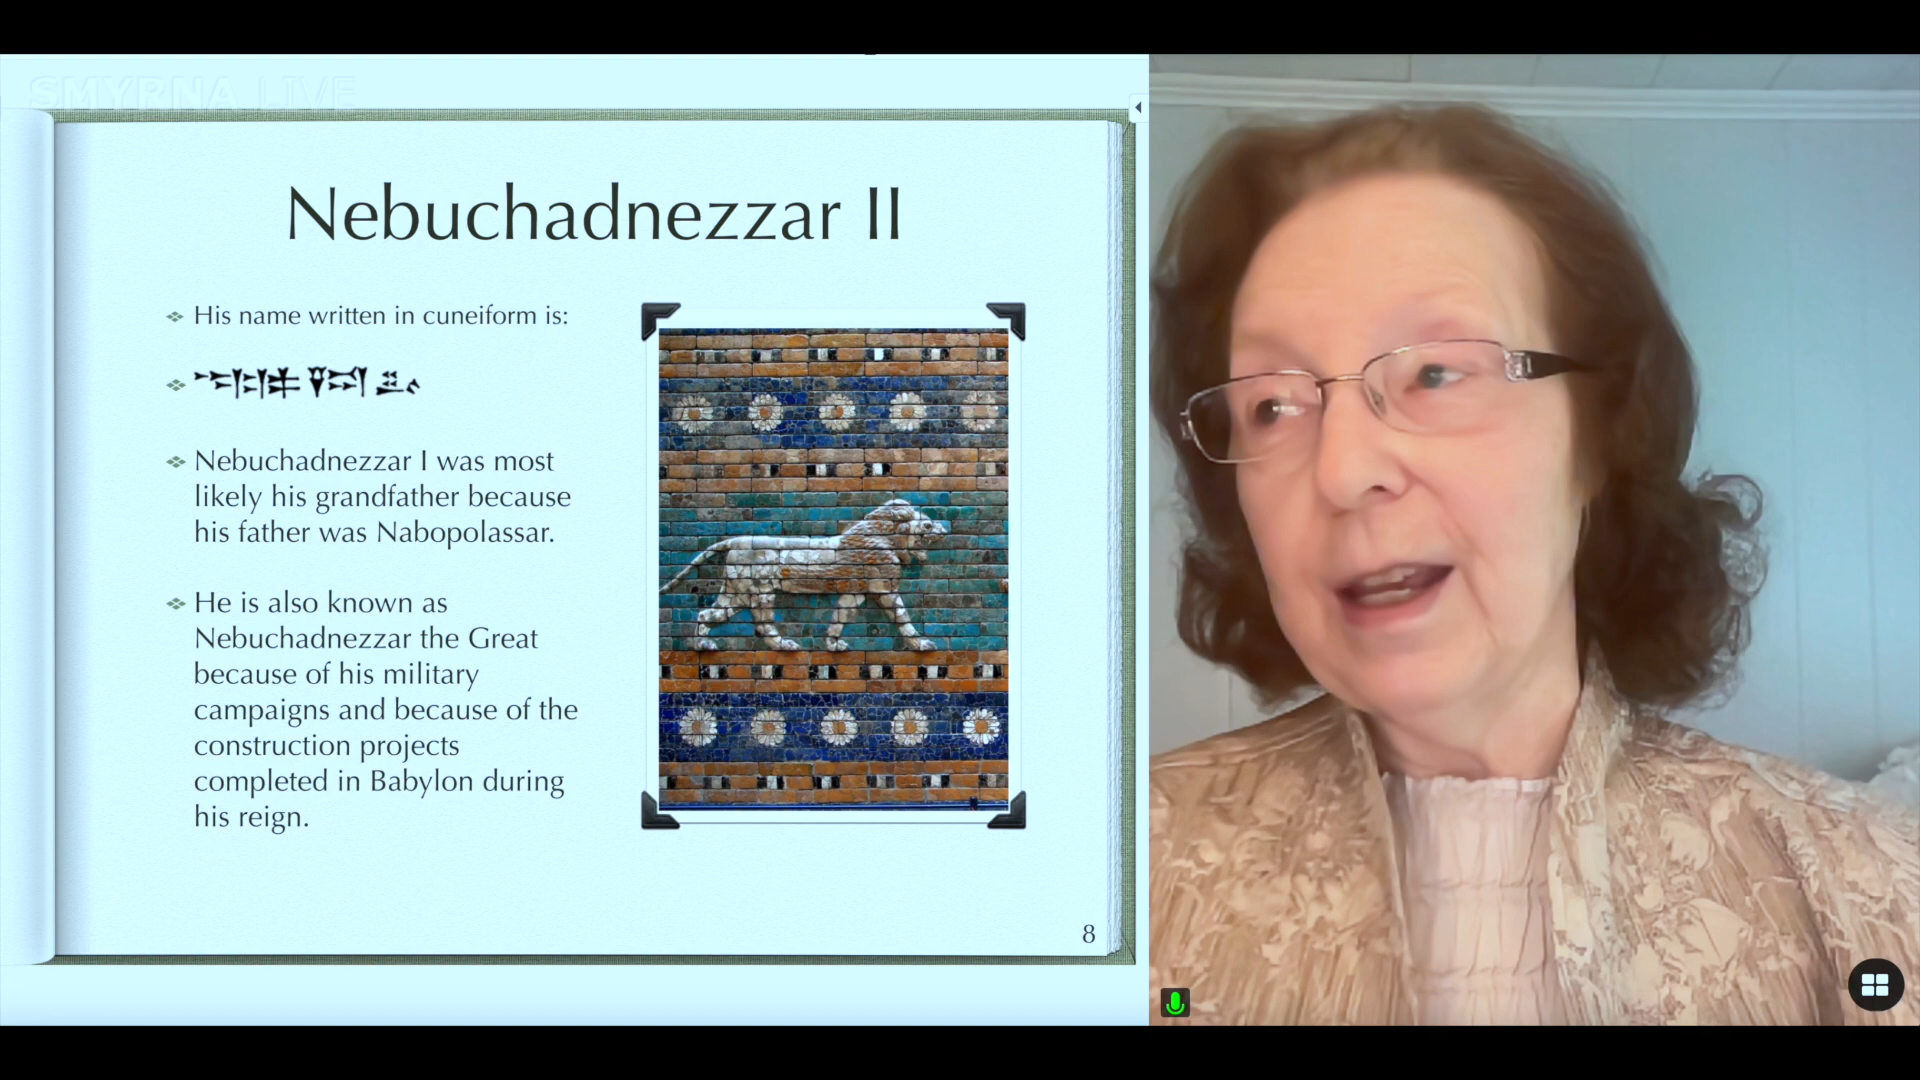 SMYRNA LIVE
Nebuchadnezzar II
His name written in cuneiform is:
Nebuchadnezzar I was most
likely his grandfather because
his father was Nabopolassar.
He is also known as
Nebuchadnezzar the Great
because of his military
campaigns and because of the
construction projects
completed in Babylon during
his reign.
8